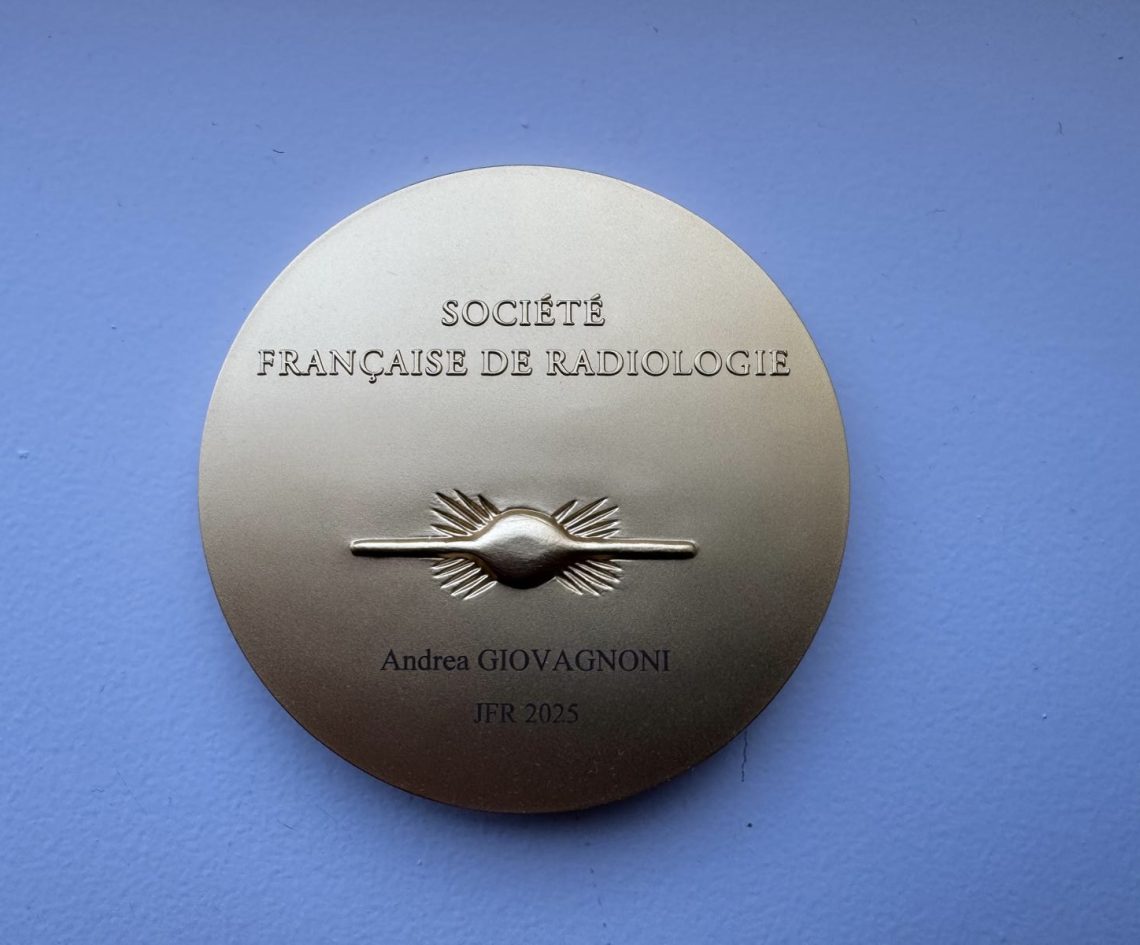 SOCIÉTÉ
FRANÇAISE DE RADIOLOGIE
Andrea GIOVAGNONI
JFR 2025